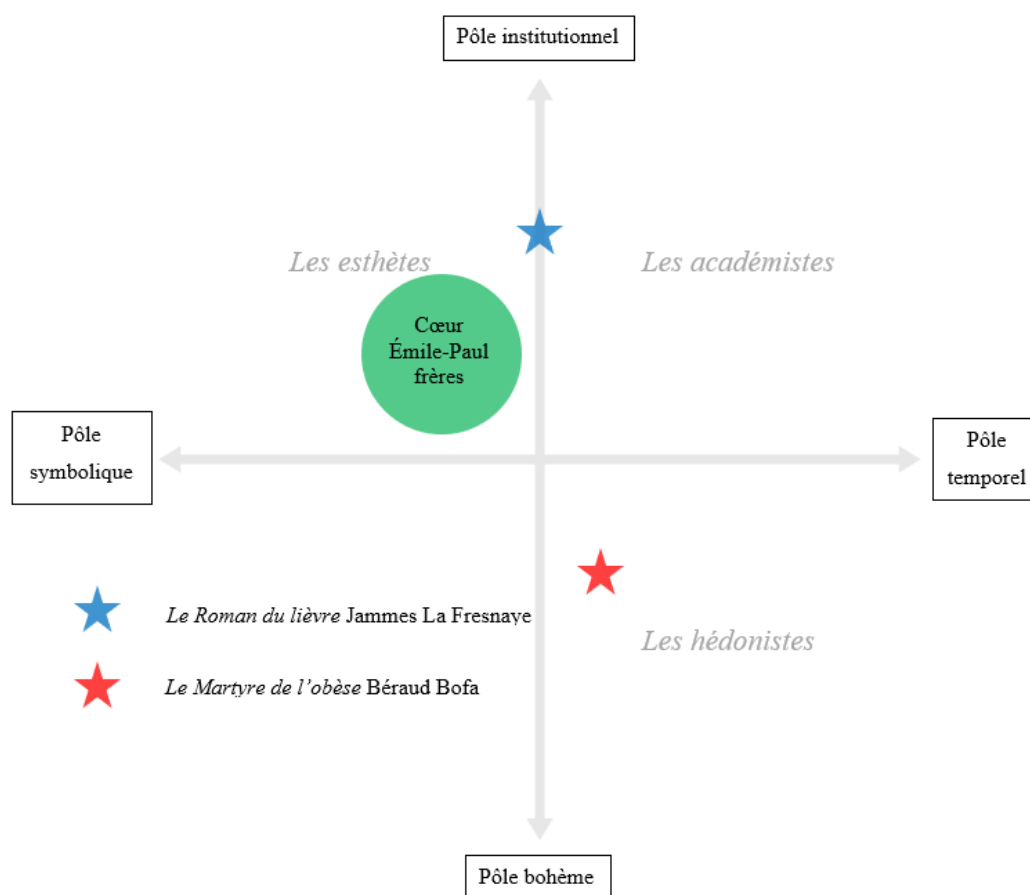 Pôle institutionnel
Les esthètes
Les académistes
Cœur
Émile-Paul
frères
Pôle
symbolique
Pôle
temporel
Le Roman du lièvre Jammes La Fresnaye
Les hédonistes
Le Martyre de l’obèse Béraud Bofa
Pôle bohème